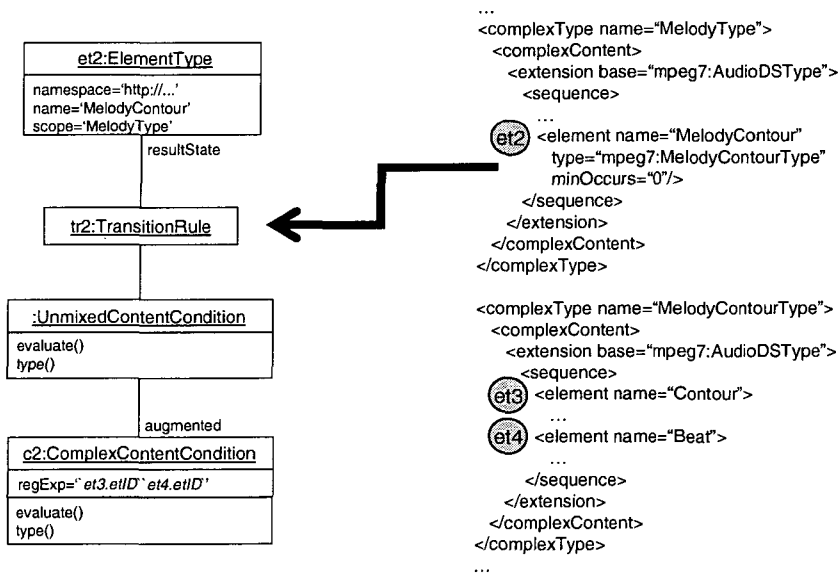 et2:ElementType
namespace='http://...'
name='MelodyContour'
scope='MelodyType'
resultState
tr2:TransitionRule
:UnmixedContentCondition
evaluate()
type()
augmented
c2:ComplexContentCondition
regExp='`et3.etID``et4.etID`'
evaluate()
type()
...
<complexType name="MelodyType">
<complexContent>
<extension base="mpeg7:AudioDSType">
<sequence>
...
et2 <element name="MelodyContour"
type="mpeg7:MelodyContourType"
minOccurs="0"/>
</sequence>
</extension>
</complexContent>
</complexType>
<complexType name="MelodyContourType">
<complexContent>
<extension base="mpeg7:AudioDSType">
<sequence>
et3 <element name="Contour">
...
et4 <element name="Beat">
...
</sequence>
</extension>
</complexContent>
</complexType>
...